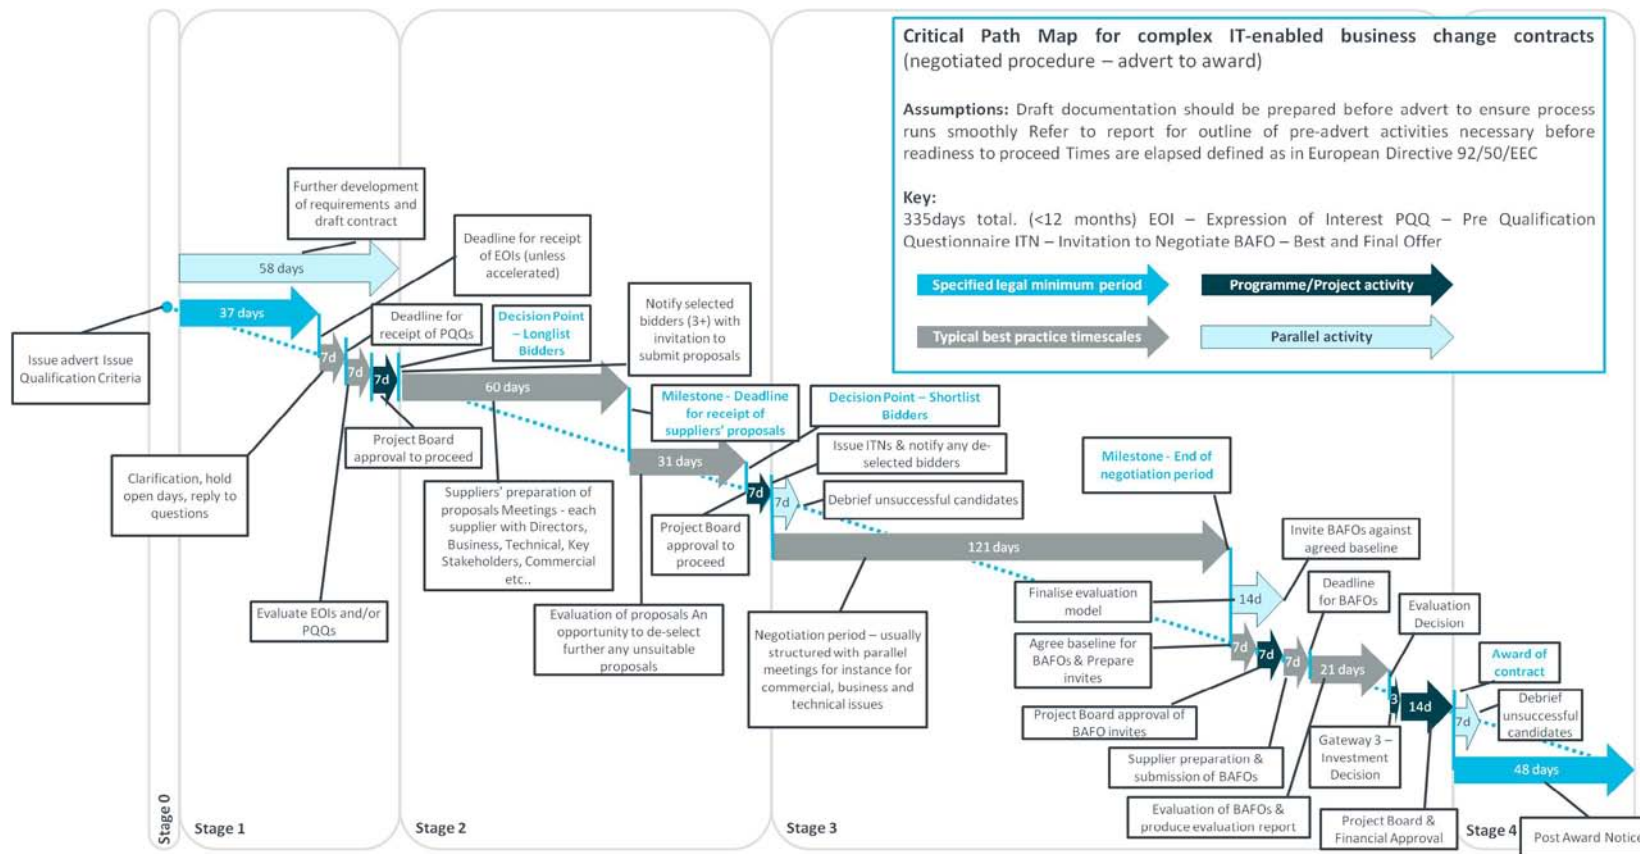 Critical Path Map for complex IT-enabled business change contracts
(negotiated procedure – advert to award)
Assumptions: Draft documentation should be prepared before advert to ensure process
runs smoothly Refer to report for outline of pre-advert activities necessary before
readiness to proceed Times are elapsed defined as in European Directive 92/50/EEC
Key:
335days total. (<12 months) EOI – Expression of Interest PQQ – Pre Qualification
Questionnaire ITN – Invitation to Negotiate BAFO – Best and Final Offer
Specified legal minimum period
Programme/Project activity
Typical best practice timescales
Parallel activity
Further development
of requirements and
draft contract
58 days
37 days
Issue advert Issue
Qualification Criteria
Deadline for receipt
of EOIs (unless
accelerated)
7d
7d
7d
Deadline for
receipt of PQQs
Decision Point
– Longlist
Bidders
Notify selected
bidders (3+) with
invitation to
submit proposals
Project Board
approval to proceed
Clarification, hold
open days, reply to
questions
Evaluate EOIs and/or
PQQs
60 days
Suppliers' preparation of
proposals Meetings - each
supplier with Directors,
Business, Technical, Key
Stakeholders, Commercial
etc..
Milestone - Deadline
for receipt of
suppliers' proposals
31 days
Evaluation of proposals An
opportunity to de-select
further any unsuitable
proposals
Decision Point – Shortlist
Bidders
Issue ITNs & notify any de-
selected bidders
7d
7d
Debrief unsuccessful candidates
Project Board
approval to
proceed
121 days
Negotiation period – usually
structured with parallel
meetings for instance for
commercial, business and
technical issues
Milestone - End of
negotiation period
Invite BAFOs against
agreed baseline
Finalise evaluation
model
14d
Deadline
for BAFOs
Agree baseline for
BAFOs & Prepare
invites
7d
7d
7d
Project Board approval of
BAFO invites
Supplier preparation &
submission of BAFOs
21 days
Evaluation of BAFOs &
produce evaluation report
Evaluation
Decision
3
Gateway 3 –
Investment
Decision
14d
Project Board &
Financial Approval
Award of
contract
7d
Debrief
unsuccessful
candidates
48 days
Post Award Notice
Stage 0
Stage 1
Stage 2
Stage 3
Stage 4